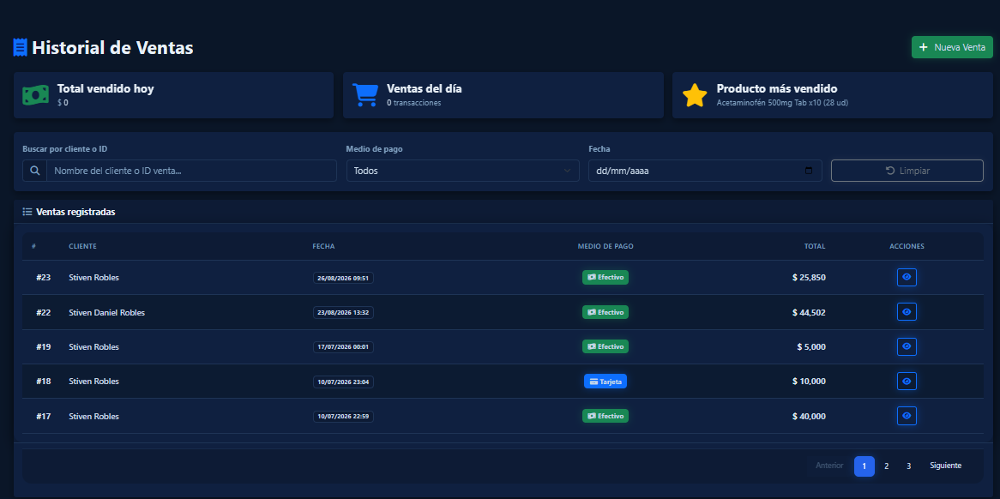 Historial de Ventas
Nueva Venta
Total vendido hoy
$ 0
Ventas del día
0 transacciones
Producto más vendido
Acetaminofén 500mg Tab x10 (28 ud)
Buscar por cliente o ID
Nombre del cliente o ID venta...
Medio de pago
Todos
Fecha
dd/mm/aaaa
Limpiar
Ventas registradas
# CLIENTE FECHA MEDIO DE PAGO TOTAL ACCIONES
#23 Stiven Robles 26/08/2026 09:51 Efectivo $ 25,850
#22 Stiven Daniel Robles 23/08/2026 13:32 Efectivo $ 44,502
#19 Stiven Robles 17/07/2026 00:01 Efectivo $ 5,000
#18 Stiven Robles 10/07/2026 23:04 Tarjeta $ 10,000
#17 Stiven Robles 10/07/2026 22:59 Efectivo $ 40,000
Anterior 1 2 3 Siguiente